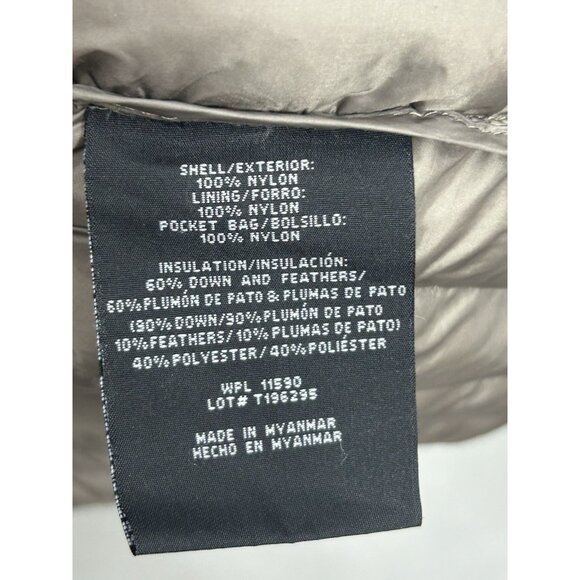 SHELL/EXTERIOR:
100% NYLON
LINING/FORRO:
100% NYLON
POCKET BAG/BOLSILLO:
100% NYLON
INSULATION/INSULACIÓN:
60% DOWN AND FEATHERS/
60% PLUMÓN DE PATO & PLUMAS DE PATO
(90% DOWN/90% PLUMÓN DE PATO
10% FEATHERS/10% PLUMAS DE PATO)
40% POLYESTER/40% POLIÉSTER
WPL 11590
LOT# T196295
MADE IN MYANMAR
HECHO EN MYANMAR